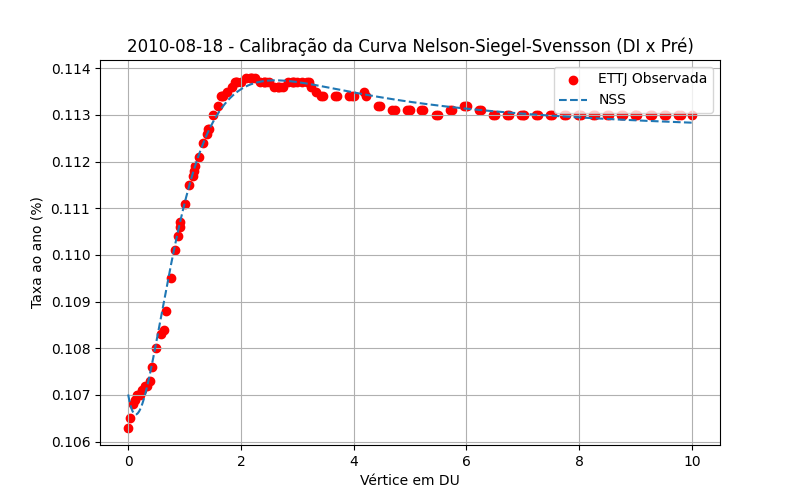 2010-08-18 - Calibração da Curva Nelson-Siegel-Svensson (DI x Pré)
ETTJ Observada
NSS
Taxa ao ano (%)
0.114
0.113
0.112
0.111
0.110
0.109
0.108
0.107
0.106
0 2 4 6 8 10
Vértice em DU